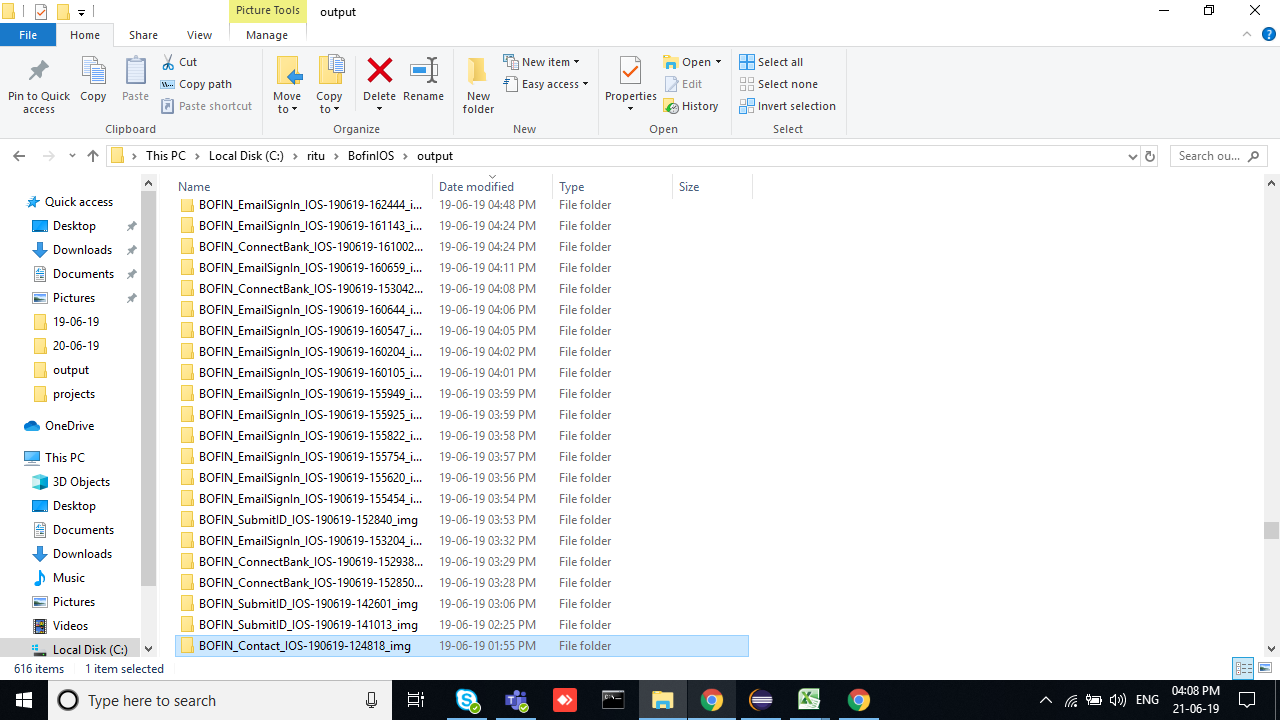 Picture Tools
output
File
Home
Share
View
Manage
Pin to Quick access
Copy
Paste
Cut
Copy path
Paste shortcut
Clipboard
Move to
Copy to
Delete
Rename
Organize
New folder
New item
Easy access
New
Properties
Open
Edit
History
Open
Select all
Select none
Invert selection
Select
This PC > Local Disk (C:) > ritu > BofinIOS > output
Search ou...
Quick access
Desktop
Downloads
Documents
Pictures
19-06-19
20-06-19
output
projects
OneDrive
This PC
3D Objects
Desktop
Documents
Downloads
Music
Pictures
Videos
Local Disk (C:)
Name Date modified Type Size
BOFIN_EmailSignIn_IOS-190619-162444_i... 19-06-19 04:48 PM File folder
BOFIN_EmailSignIn_IOS-190619-161143_i... 19-06-19 04:24 PM File folder
BOFIN_ConnectBank_IOS-190619-161002... 19-06-19 04:24 PM File folder
BOFIN_EmailSignIn_IOS-190619-160659_i... 19-06-19 04:11 PM File folder
BOFIN_ConnectBank_IOS-190619-153042... 19-06-19 04:08 PM File folder
BOFIN_EmailSignIn_IOS-190619-160644_i... 19-06-19 04:06 PM File folder
BOFIN_EmailSignIn_IOS-190619-160547_i... 19-06-19 04:05 PM File folder
BOFIN_EmailSignIn_IOS-190619-160204_i... 19-06-19 04:02 PM File folder
BOFIN_EmailSignIn_IOS-190619-160105_i... 19-06-19 04:01 PM File folder
BOFIN_EmailSignIn_IOS-190619-155949_i... 19-06-19 03:59 PM File folder
BOFIN_EmailSignIn_IOS-190619-155925_i... 19-06-19 03:59 PM File folder
BOFIN_EmailSignIn_IOS-190619-155822_i... 19-06-19 03:58 PM File folder
BOFIN_EmailSignIn_IOS-190619-155754_i... 19-06-19 03:57 PM File folder
BOFIN_EmailSignIn_IOS-190619-155620_i... 19-06-19 03:56 PM File folder
BOFIN_EmailSignIn_IOS-190619-155454_i... 19-06-19 03:54 PM File folder
BOFIN_SubmitID_IOS-190619-152840_img 19-06-19 03:53 PM File folder
BOFIN_EmailSignIn_IOS-190619-153204_i... 19-06-19 03:32 PM File folder
BOFIN_ConnectBank_IOS-190619-152938... 19-06-19 03:29 PM File folder
BOFIN_ConnectBank_IOS-190619-152850... 19-06-19 03:28 PM File folder
BOFIN_SubmitID_IOS-190619-142601_img 19-06-19 03:06 PM File folder
BOFIN_SubmitID_IOS-190619-141013_img 19-06-19 02:25 PM File folder
BOFIN_Contact_IOS-190619-124818_img 19-06-19 01:55 PM File folder
616 items 1 item selected
Type here to search
ENG
04:08 PM
21-06-19